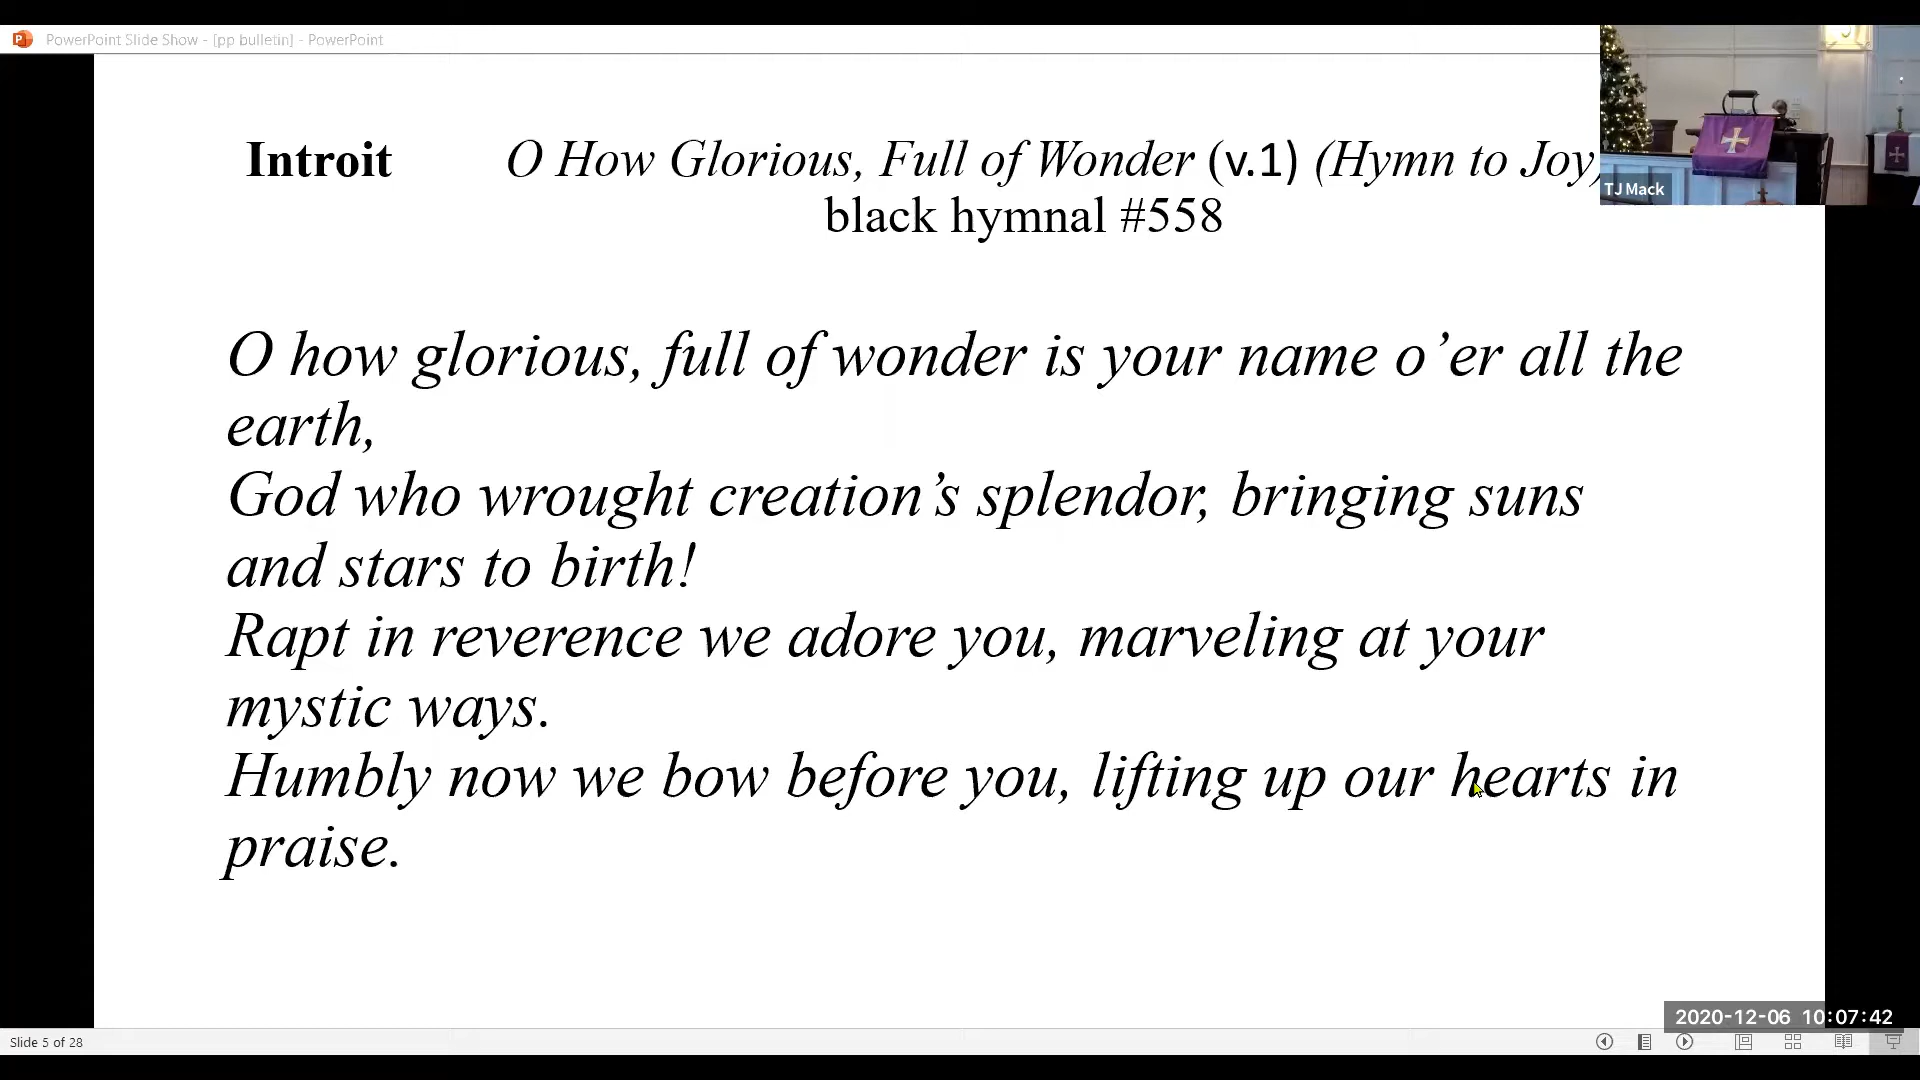 PowerPoint Slide Show - [pp bulletin] - PowerPoint
Introit O How Glorious, Full of Wonder (v.1) (Hymn to Joy)
black hymnal #558
TJ Mack
O how glorious, full of wonder is your name o’er all the
earth,
God who wrought creation’s splendor, bringing suns
and stars to birth!
Rapt in reverence we adore you, marveling at your
mystic ways.
Humbly now we bow before you, lifting up our hearts in
praise.
2020-12-06 10:07:42
Slide 5 of 28